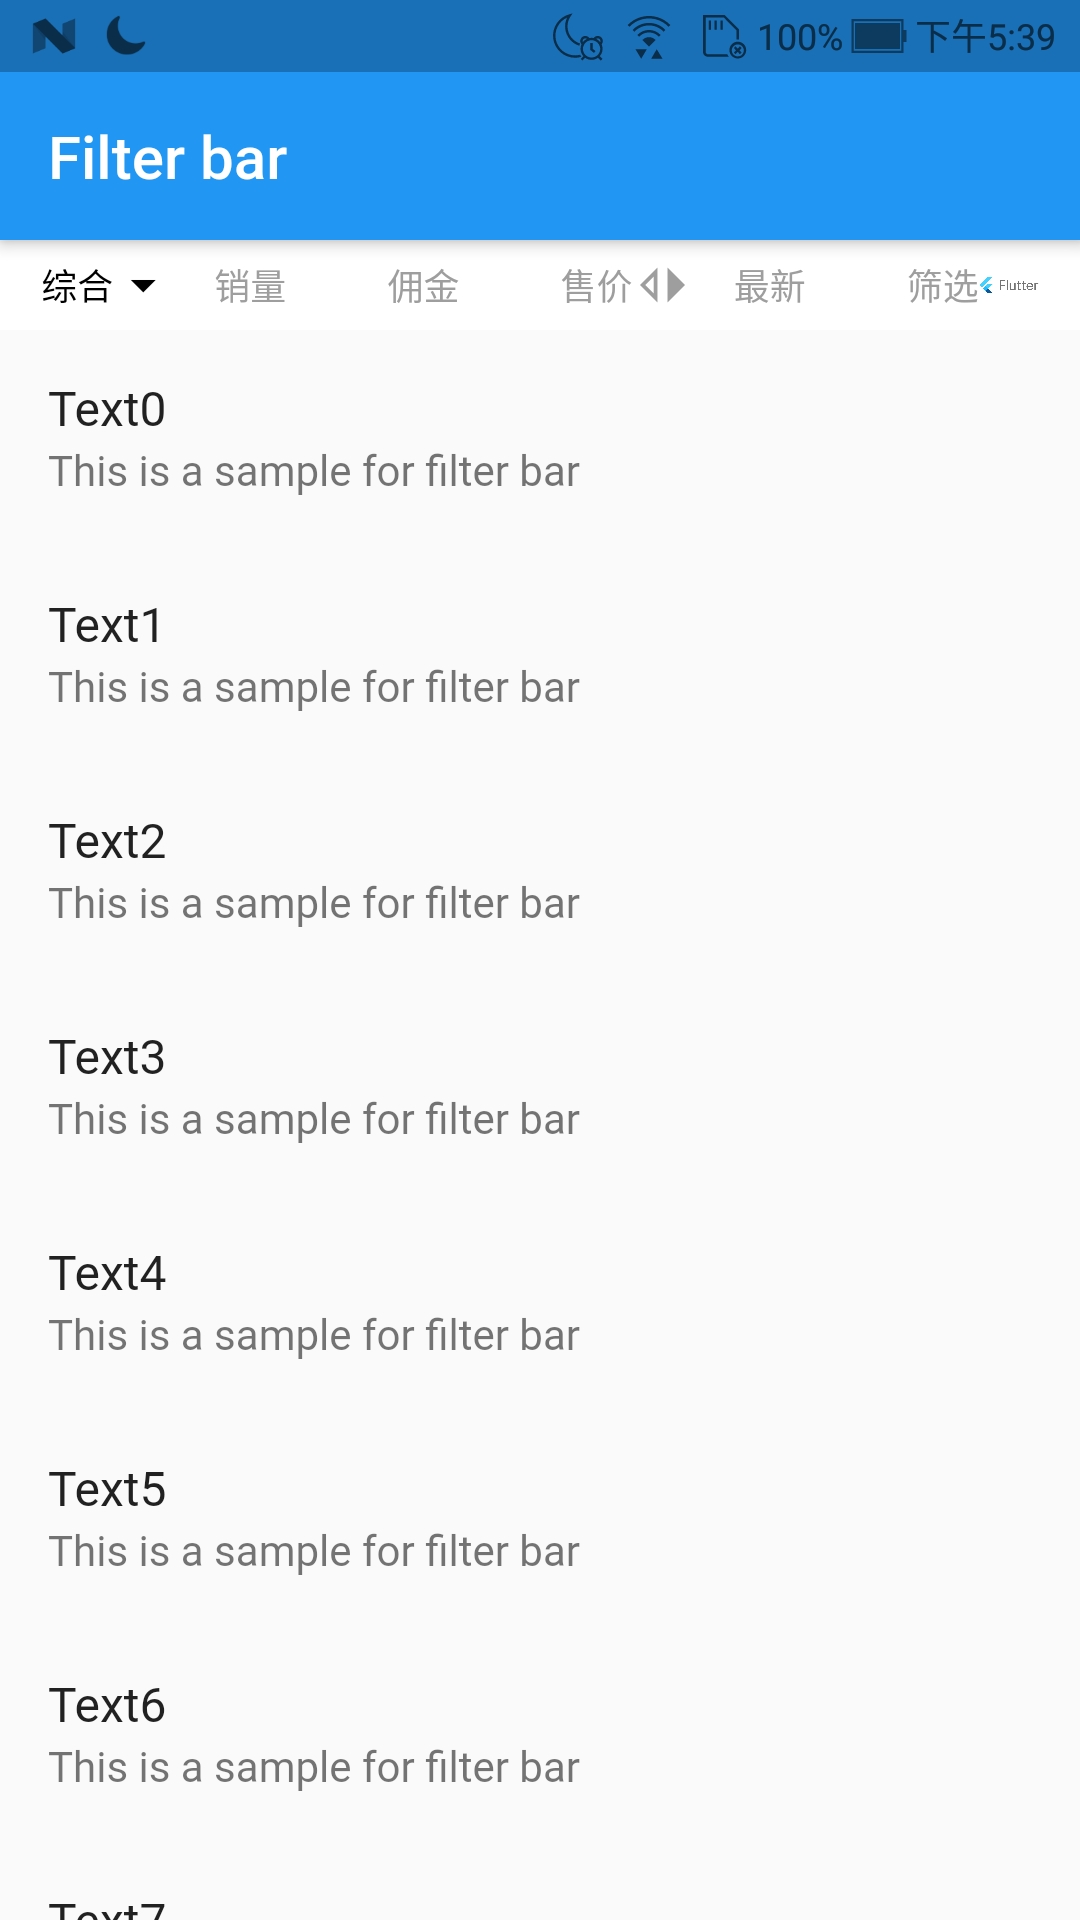 100% 下午5:39
Filter bar
综合 销量 佣金 售价 最新 筛选 Flutter
Text0
This is a sample for filter bar
Text1
This is a sample for filter bar
Text2
This is a sample for filter bar
Text3
This is a sample for filter bar
Text4
This is a sample for filter bar
Text5
This is a sample for filter bar
Text6
This is a sample for filter bar
Text7